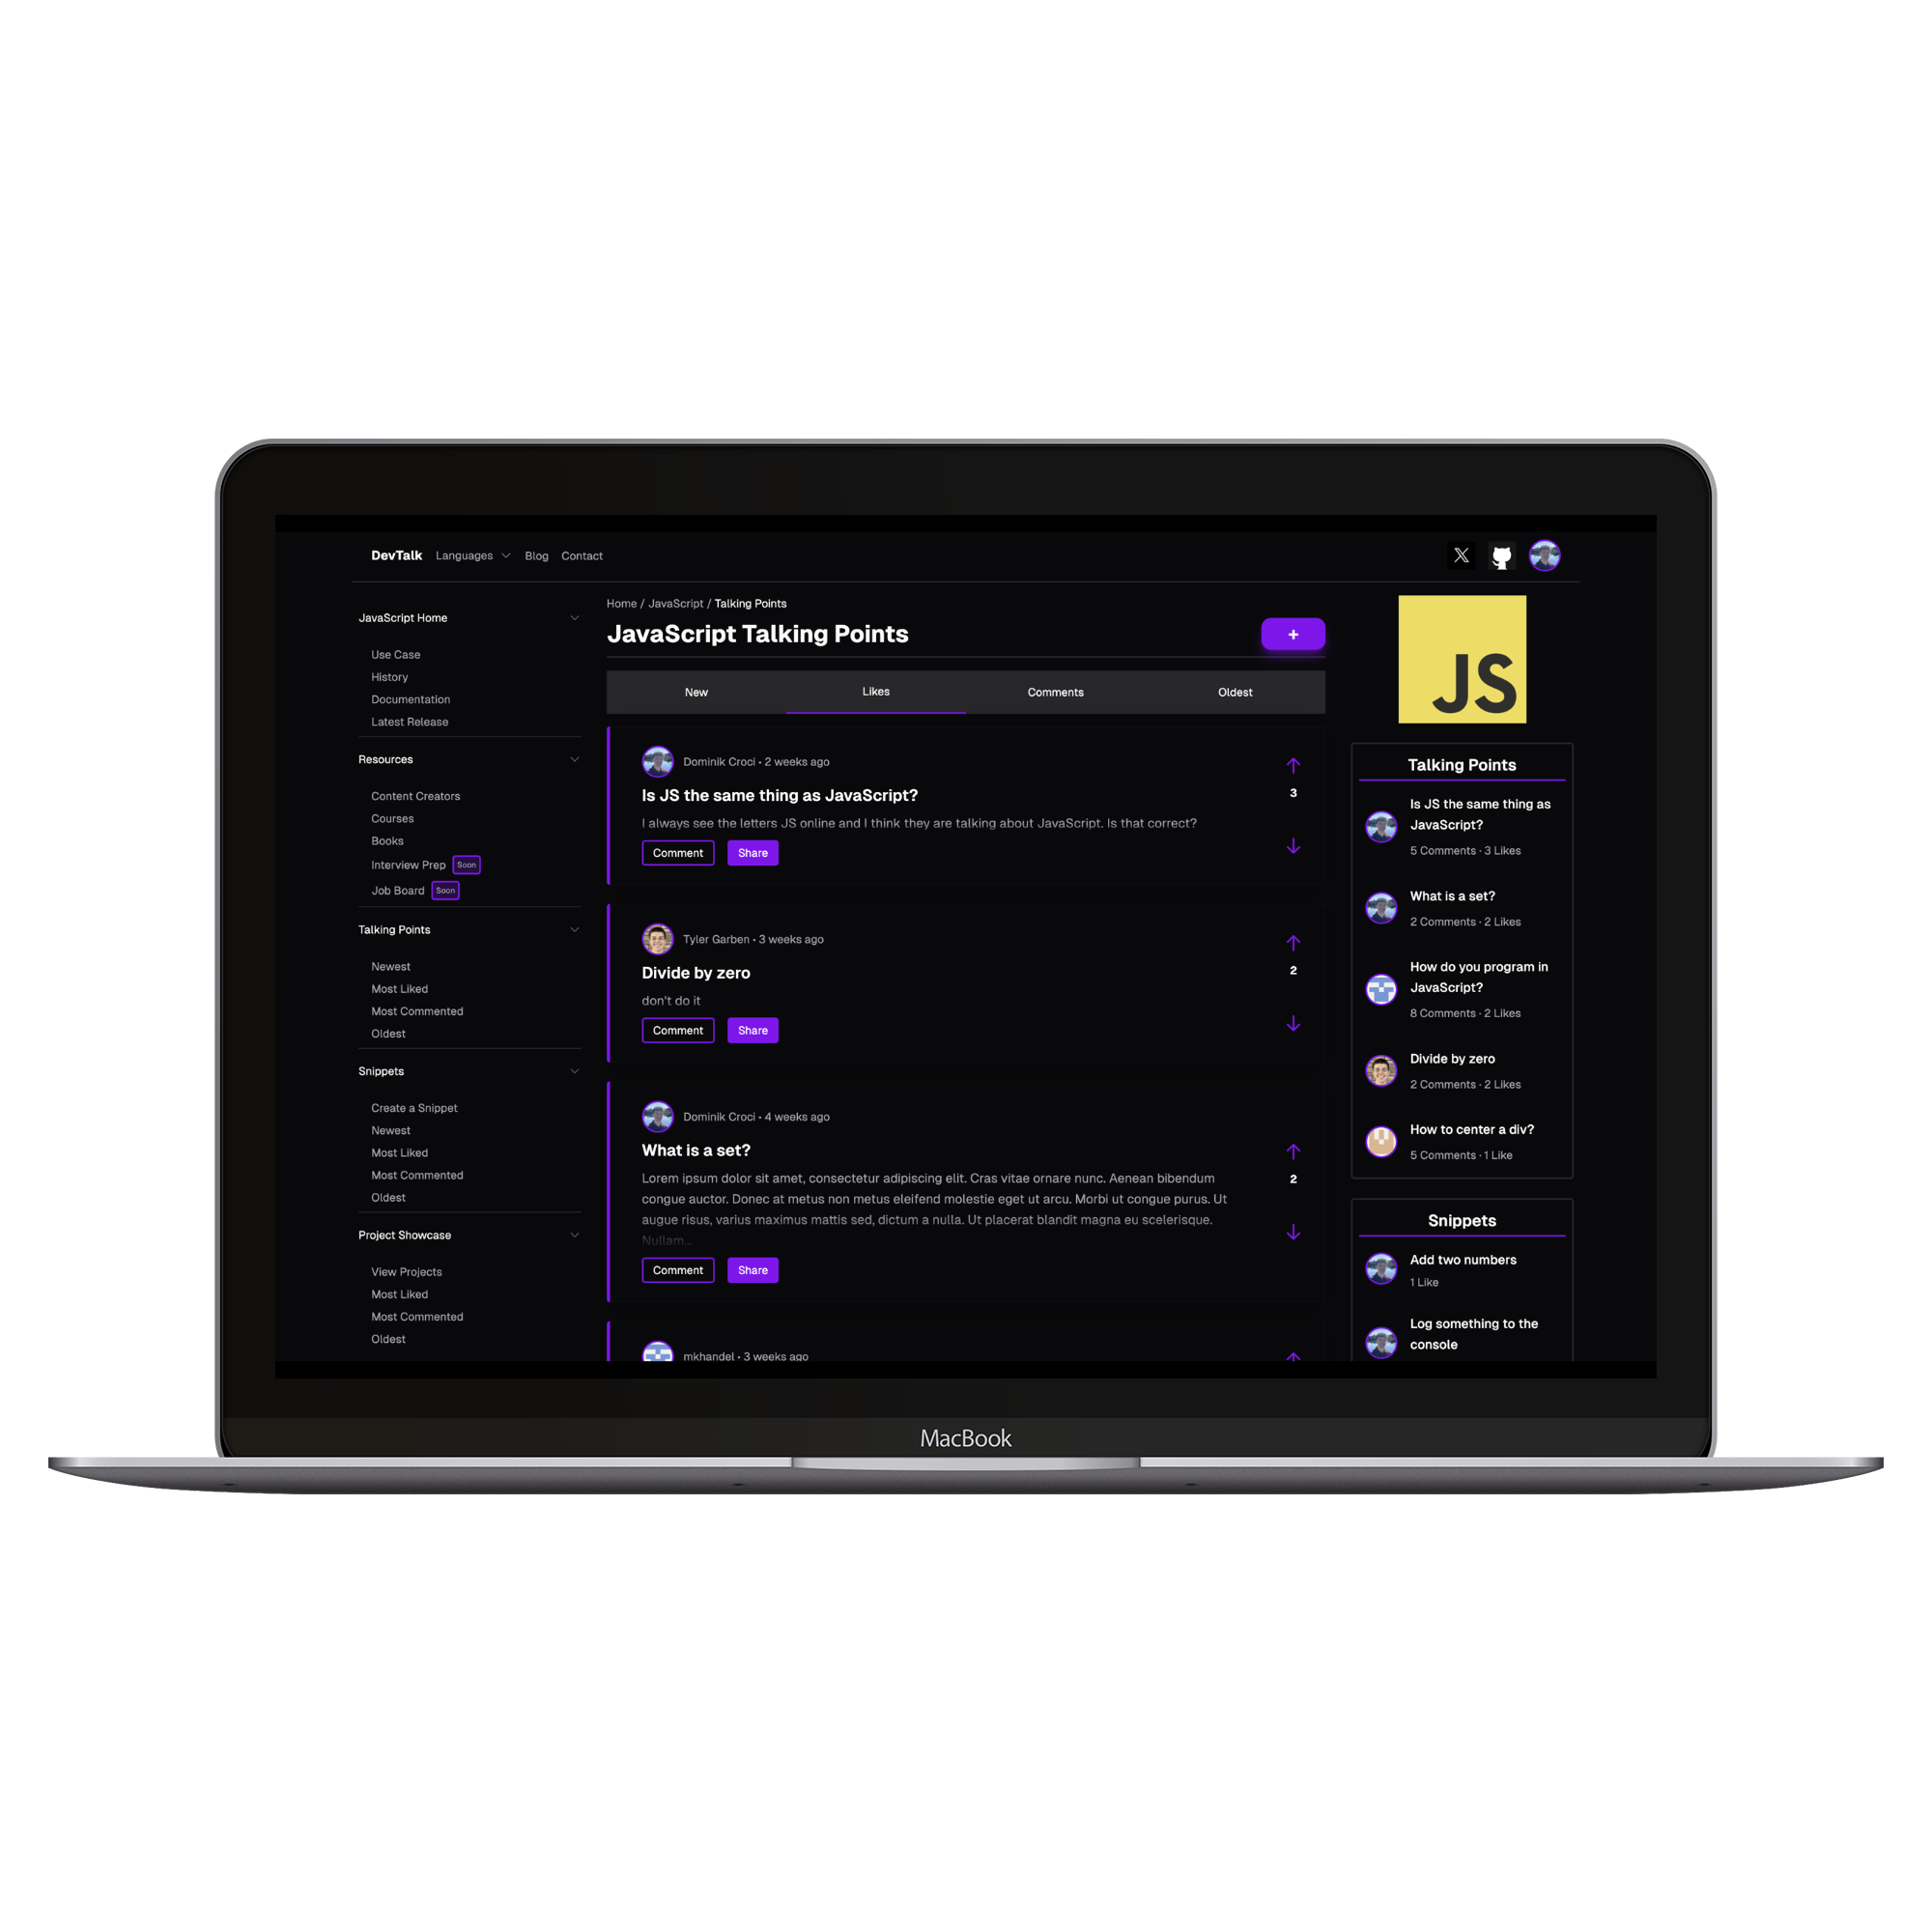 DevTalk Languages Blog Contact
JavaScript Home
Use Case
History
Documentation
Latest Release
Resources
Content Creators
Courses
Books
Interview Prep Soon
Job Board Soon
Talking Points
Newest
Most Liked
Most Commented
Oldest
Snippets
Create a Snippet
Newest
Most Liked
Most Commented
Oldest
Project Showcase
View Projects
Most Liked
Most Commented
Oldest
Home / JavaScript / Talking Points
JavaScript Talking Points
+
New Likes Comments Oldest
Dominik Croci • 2 weeks ago
Is JS the same thing as JavaScript?
I always see the letters JS online and I think they are talking about JavaScript. Is that correct?
Comment Share
3
Tyler Garben • 3 weeks ago
Divide by zero
don't do it
Comment Share
2
Dominik Croci • 4 weeks ago
What is a set?
Lorem ipsum dolor sit amet, consectetur adipiscing elit. Cras vitae ornare nunc. Aenean bibendum
congue auctor. Donec at metus non metus eleifend molestie eget ut arcu. Morbi ut congue purus. Ut
augue risus, varius maximus mattis sed, dictum a nulla. Ut placerat blandit magna eu scelerisque.
Nullam...
Comment Share
2
mkhandel • 3 weeks ago
JS
Talking Points
Is JS the same thing as
JavaScript?
5 Comments · 3 Likes
What is a set?
2 Comments · 2 Likes
How do you program in
JavaScript?
8 Comments · 2 Likes
Divide by zero
2 Comments · 2 Likes
How to center a div?
5 Comments · 1 Like
Snippets
Add two numbers
1 Like
Log something to the
console
MacBook